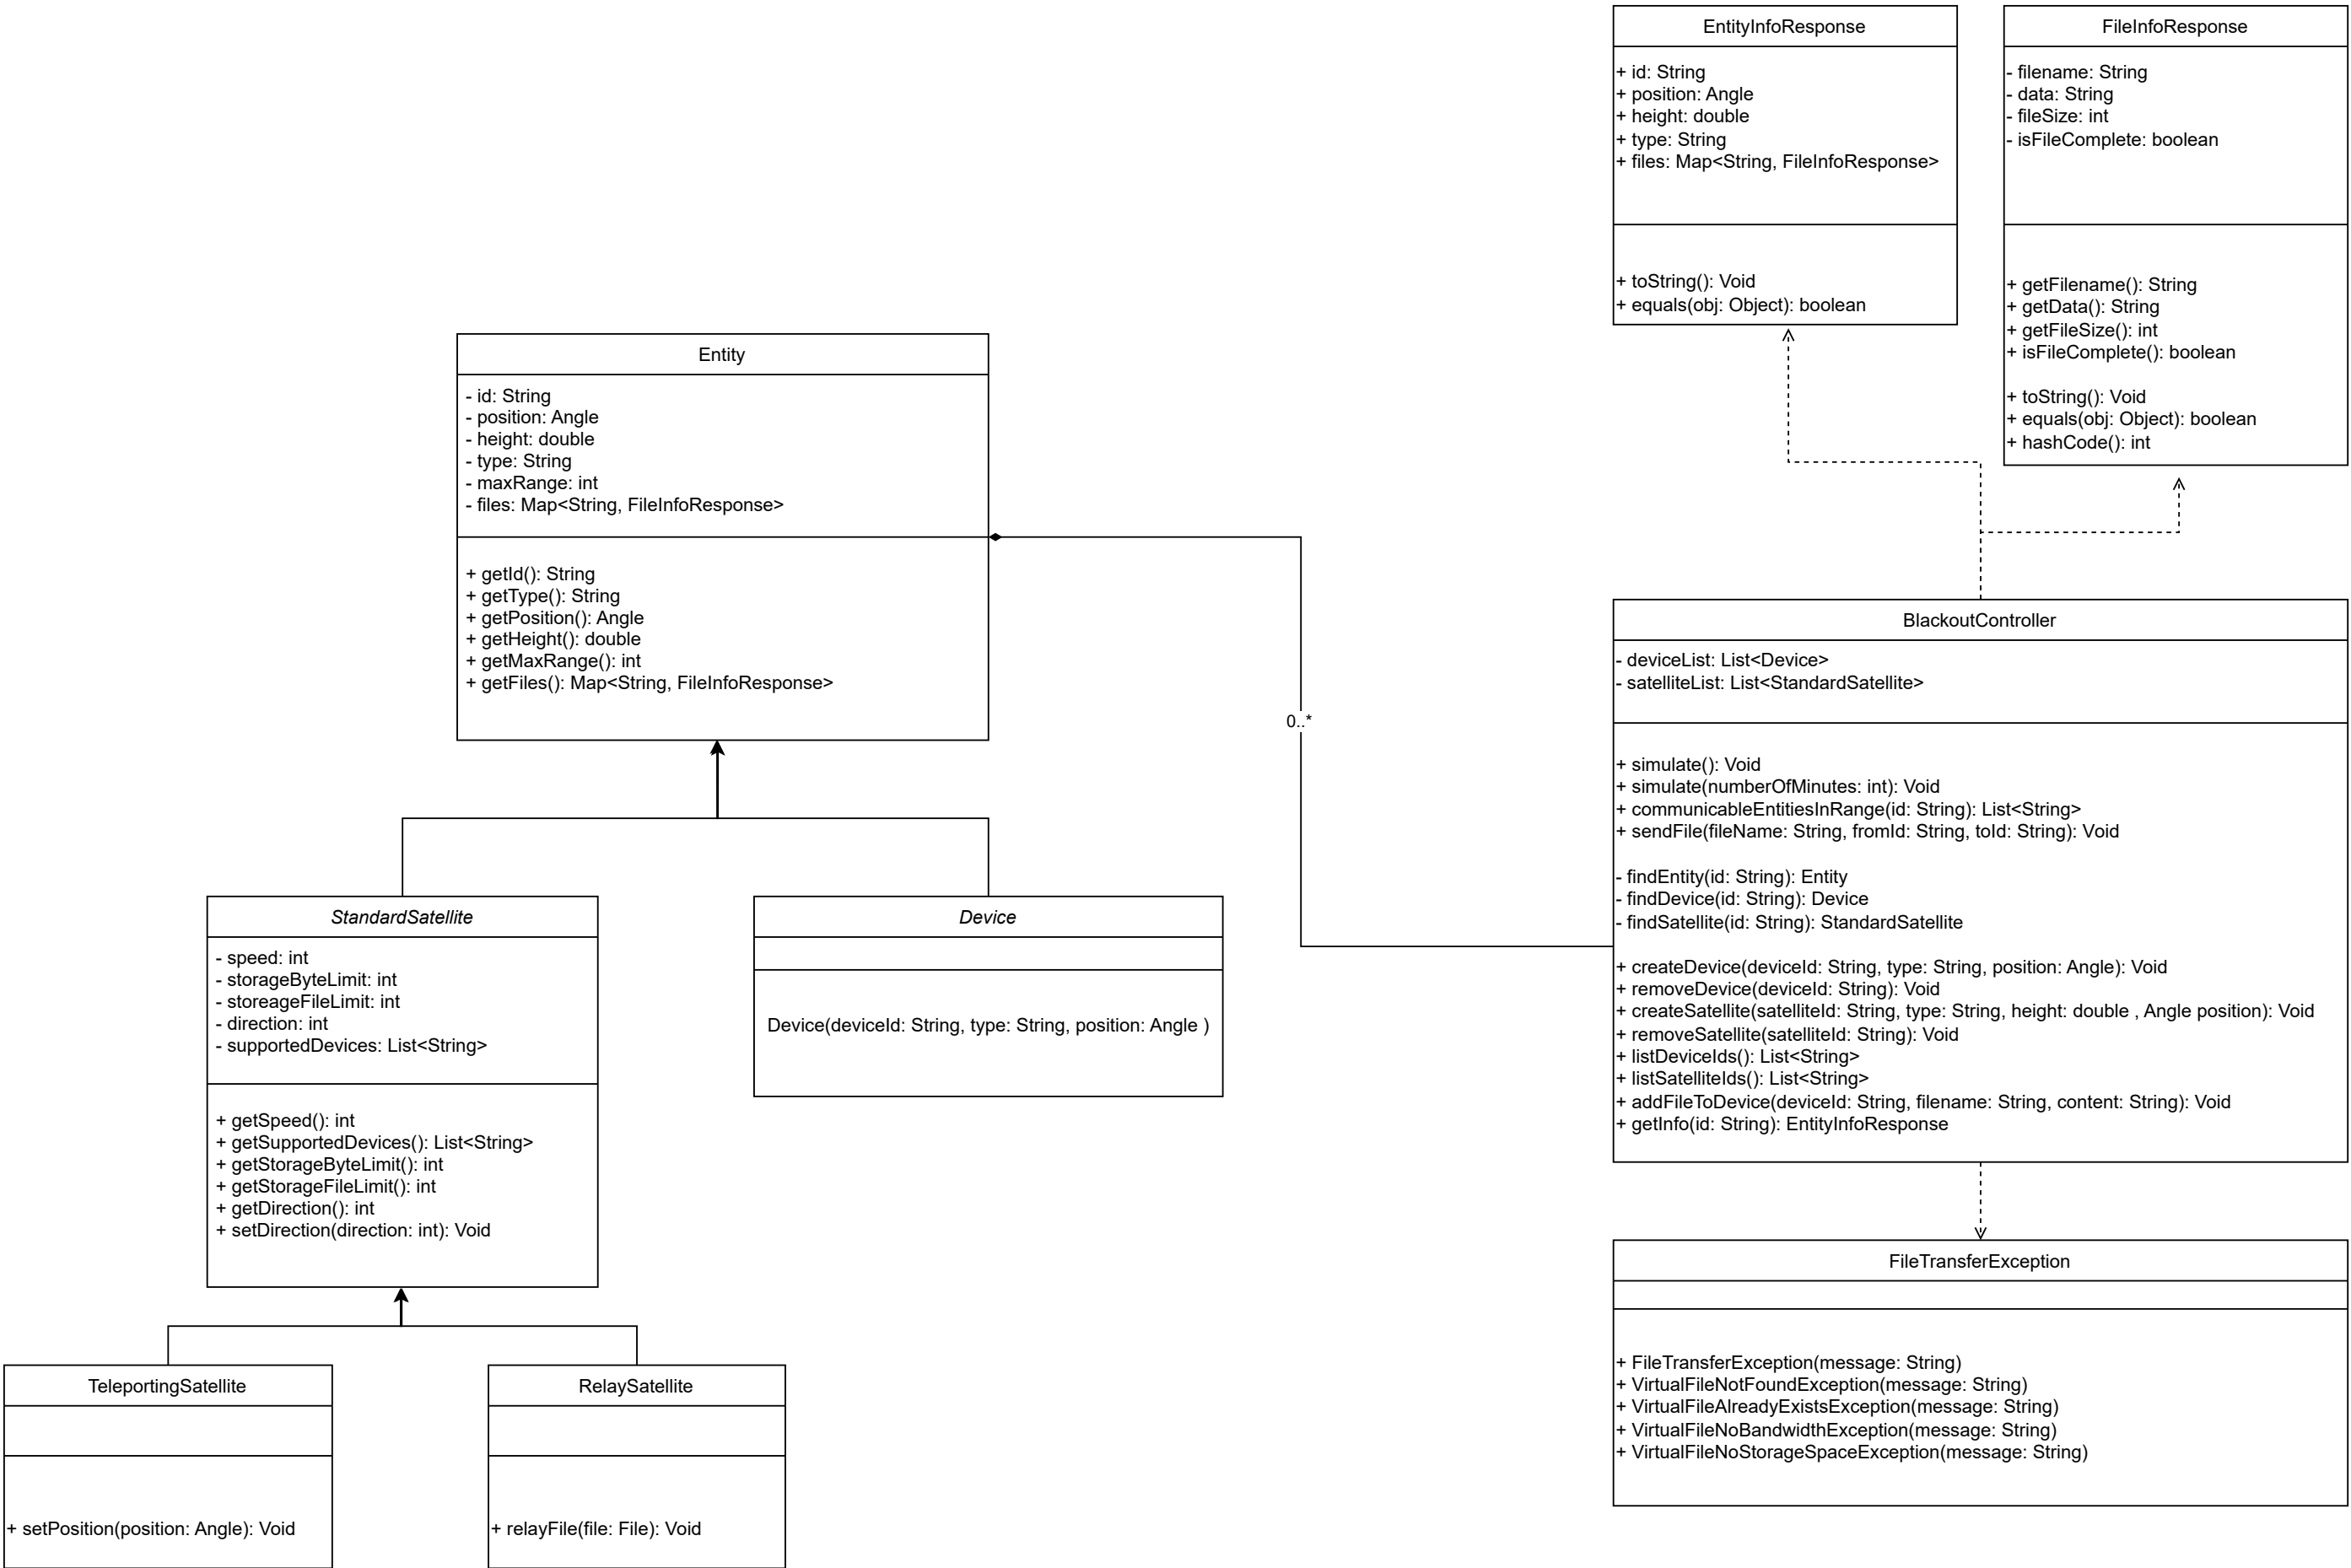 EntityInfoResponse
+ id: String
+ position: Angle
+ height: double
+ type: String
+ files: Map<String, FileInfoResponse>
+ toString(): Void
+ equals(obj: Object): boolean
FileInfoResponse
- filename: String
- data: String
- fileSize: int
- isFileComplete: boolean
+ getFilename(): String
+ getData(): String
+ getFileSize(): int
+ isFileComplete(): boolean
+ toString(): Void
+ equals(obj: Object): boolean
+ hashCode(): int
Entity
- id: String
- position: Angle
- height: double
- type: String
- maxRange: int
- files: Map<String, FileInfoResponse>
+ getId(): String
+ getType(): String
+ getPosition(): Angle
+ getHeight(): double
+ getMaxRange(): int
+ getFiles(): Map<String, FileInfoResponse>
0..*
BlackoutController
- deviceList: List<Device>
- satelliteList: List<StandardSatellite>
+ simulate(): Void
+ simulate(numberOfMinutes: int): Void
+ communicableEntitiesInRange(id: String): List<String>
+ sendFile(fileName: String, fromId: String, toId: String): Void
- findEntity(id: String): Entity
- findDevice(id: String): Device
- findSatellite(id: String): StandardSatellite
+ createDevice(deviceId: String, type: String, position: Angle): Void
+ removeDevice(deviceId: String): Void
+ createSatellite(satelliteId: String, type: String, height: double , Angle position): Void
+ removeSatellite(satelliteId: String): Void
+ listDeviceIds(): List<String>
+ listSatelliteIds(): List<String>
+ addFileToDevice(deviceId: String, filename: String, content: String): Void
+ getInfo(id: String): EntityInfoResponse
StandardSatellite
- speed: int
- storageByteLimit: int
- storeageFileLimit: int
- direction: int
- supportedDevices: List<String>
+ getSpeed(): int
+ getSupportedDevices(): List<String>
+ getStorageByteLimit(): int
+ getStorageFileLimit(): int
+ getDirection(): int
+ setDirection(direction: int): Void
Device
Device(deviceId: String, type: String, position: Angle )
FileTransferException
+ FileTransferException(message: String)
+ VirtualFileNotFoundException(message: String)
+ VirtualFileAlreadyExistsException(message: String)
+ VirtualFileNoBandwidthException(message: String)
+ VirtualFileNoStorageSpaceException(message: String)
TeleportingSatellite
+ setPosition(position: Angle): Void
RelaySatellite
+ relayFile(file: File): Void